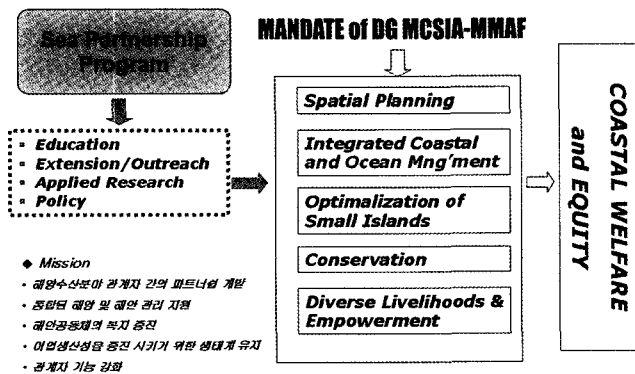 Sea Partnership
Program
MANDATE of DG MCSIA-MMAF
Education
Extension/Outreach
Applied Research
Policy
Spatial Planning
Integrated Coastal
and Ocean Mng'ment
Optimalization of
Small Islands
Conservation
Diverse Livelihoods &
Empowerment
COASTAL WELFARE
and EQUITY
◆ Mission
• 해양수산분야 관계자 간의 파트너쉽 개발
• 통합된 해양 및 해안 관리 지원
• 해안공동체의 복지 증진
• 어업생산성을 증진 시키기 위한 생태계 유지
• 관계자 기능 강화